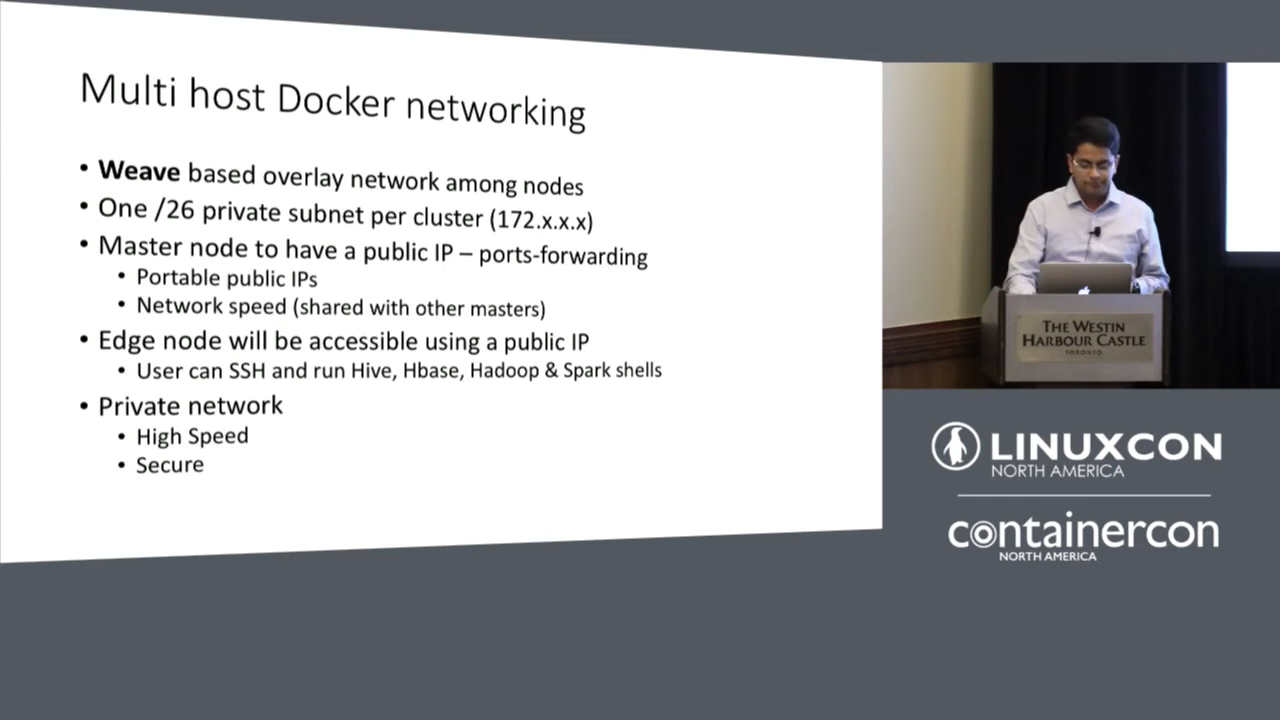 Multi host Docker networking
• Weave based overlay network among nodes
• One /26 private subnet per cluster (172.x.x.x)
• Master node to have a public IP – ports-forwarding
• Portable public IPs
• Network speed (shared with other masters)
• Edge node will be accessible using a public IP
• User can SSH and run Hive, Hbase, Hadoop & Spark shells
• Private network
• High Speed
• Secure
THE WESTIN
HARBOUR CASTLE
TORONTO
LINUXCON
NORTH AMERICA
containercon
NORTH AMERICA